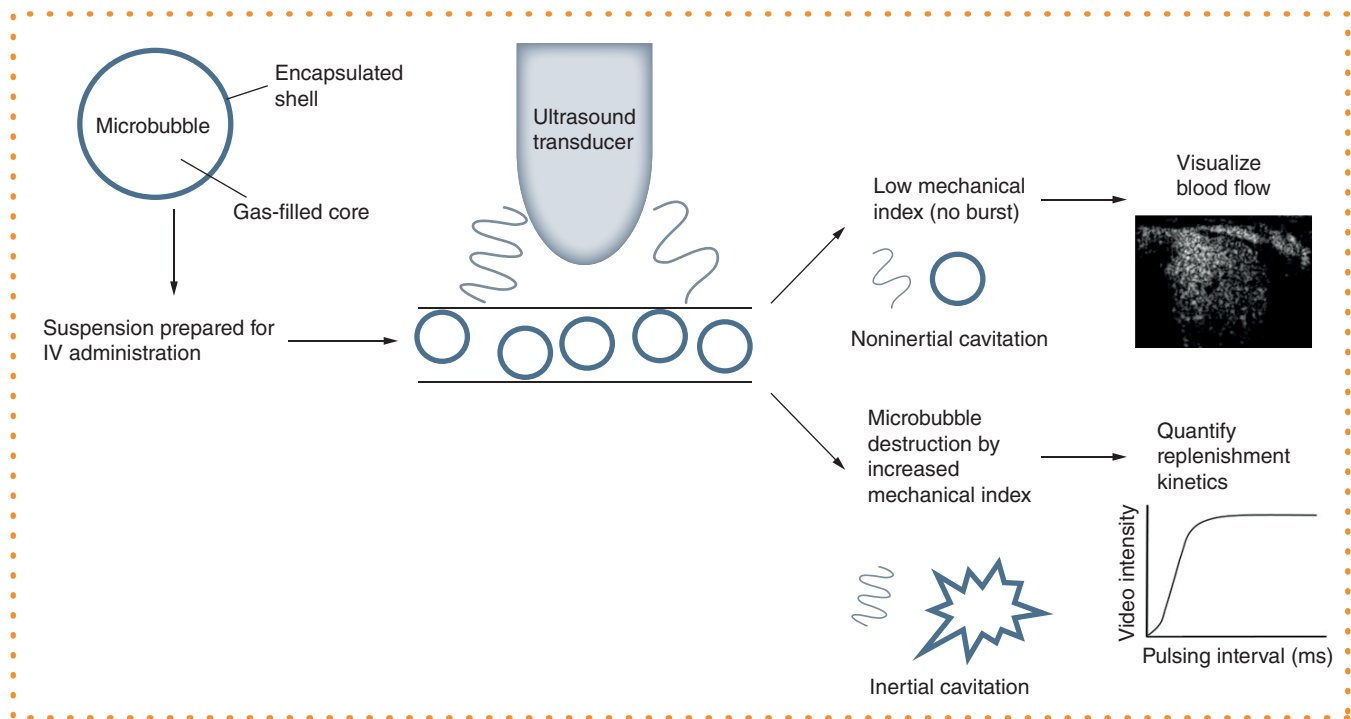 Encapsulated
shell
Microbubble
Gas-filled core
Suspension prepared for
IV administration
Ultrasound
transducer
Low mechanical
index (no burst)
Noninertial cavitation
Visualize
blood flow
Microbubble
destruction by
increased
mechanical index
Inertial cavitation
Quantify
replenishment
kinetics
Video intensity
Pulsing interval (ms)